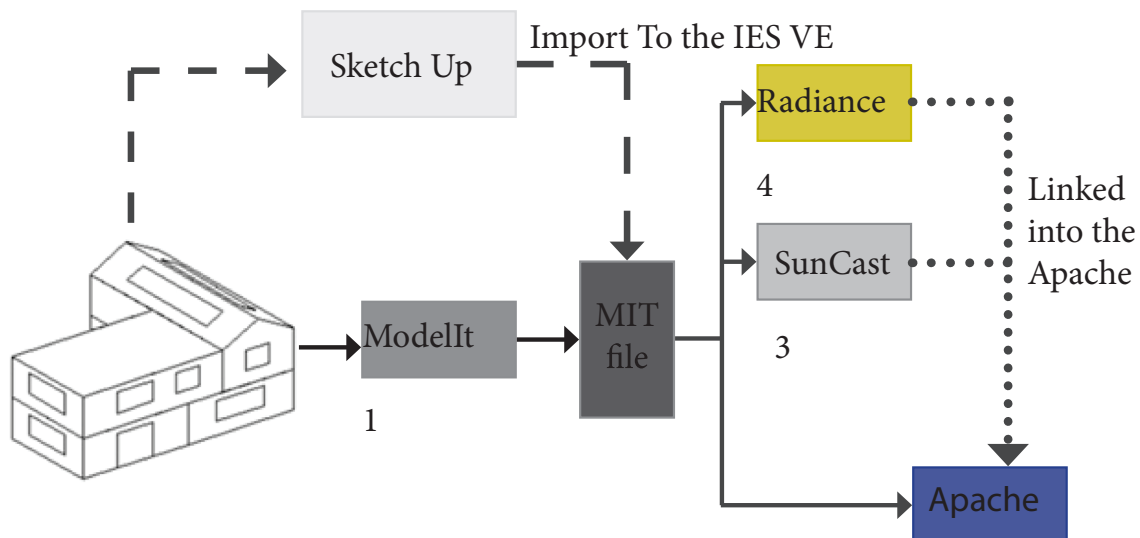 Import To the IES VE
Sketch Up
Radiance
4
Linked
into the
Apache
SunCast
3
MIT
file
ModelIt
1
Apache